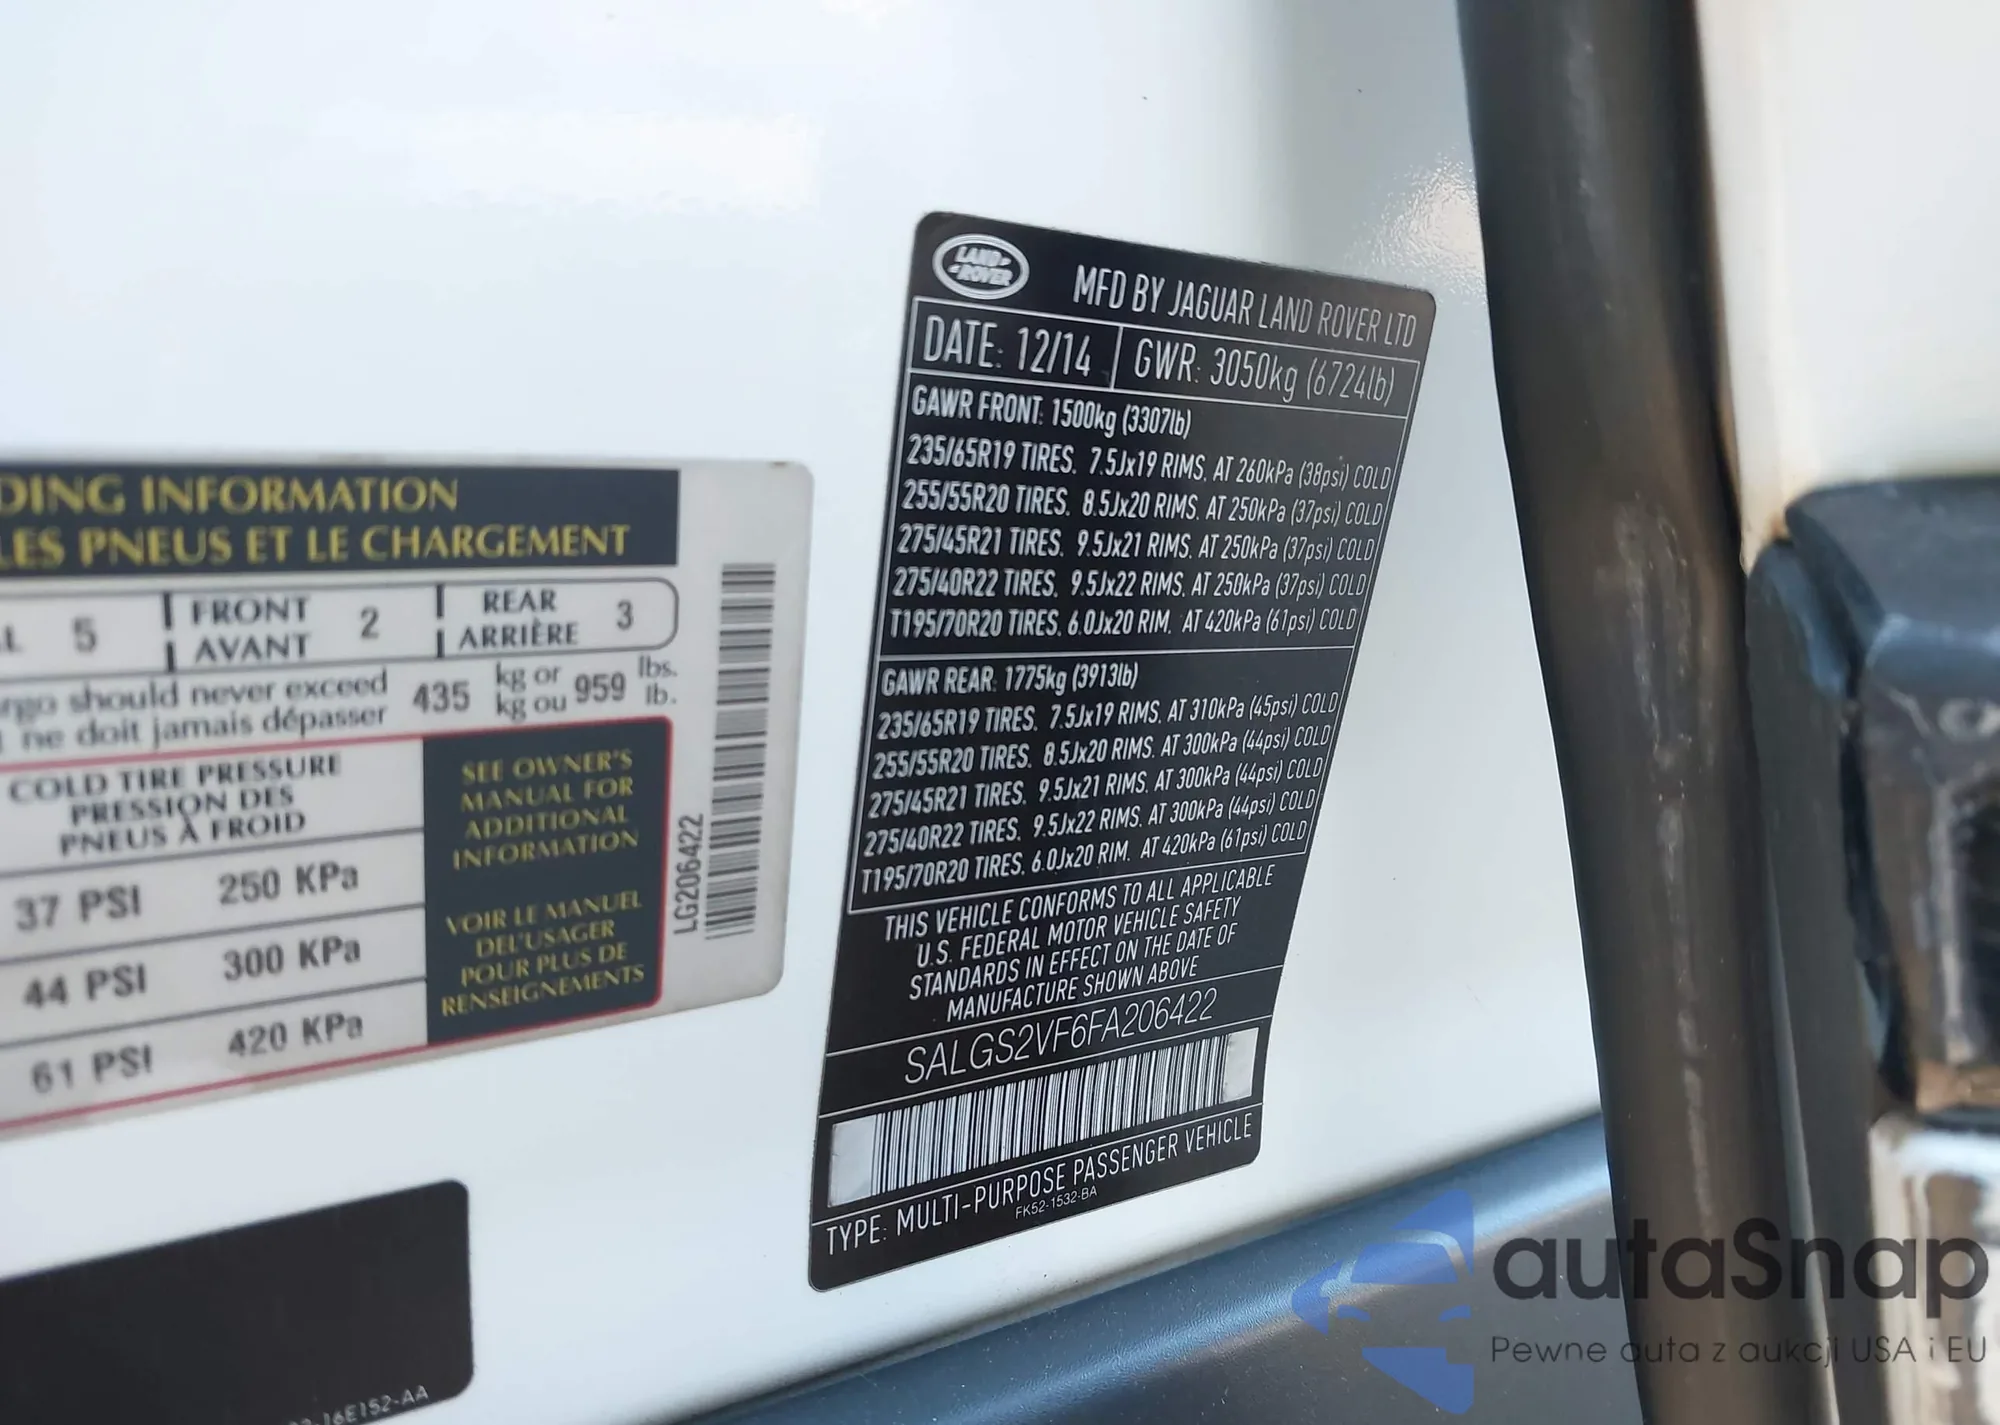 DING INFORMATION
LES PNEUS ET LE CHARGEMENT
5
FRONT
AVANT
2
REAR
ARRIÈRE
3
should never exceed
ne doit jamais dépasser
435
kg or
kg ou
959
lbs.
lb.
COLD TIRE PRESSURE
PRESSION DES
PNEUS À FROID
37 PSI 250 KPa
44 PSI 300 KPa
61 PSI 420 KPa
SEE OWNER'S
MANUAL FOR
ADDITIONAL
INFORMATION
VOIR LE MANUEL
DEL'USAGER
POUR PLUS DE
RENSEIGNEMENTS
LG206422
-16E152-AA
LAND
ROVER
MFD BY JAGUAR LAND ROVER LTD
DATE: 12/14 GWR: 3050kg (6724lb)
GAWR FRONT: 1500kg (3307lb)
235/65R19 TIRES. 7.5Jx19 RIMS. AT 260kPa (38psi) COLD
255/55R20 TIRES. 8.5Jx20 RIMS. AT 250kPa (37psi) COLD
275/45R21 TIRES. 9.5Jx21 RIMS. AT 250kPa (37psi) COLD
275/40R22 TIRES. 9.5Jx22 RIMS. AT 250kPa (37psi) COLD
T195/70R20 TIRES. 6.0Jx20 RIM. AT 420kPa (61psi) COLD
GAWR REAR: 1775kg (3913lb)
235/65R19 TIRES. 7.5Jx19 RIMS. AT 310kPa (45psi) COLD
255/55R20 TIRES. 8.5Jx20 RIMS. AT 300kPa (44psi) COLD
275/45R21 TIRES. 9.5Jx21 RIMS. AT 300kPa (44psi) COLD
275/40R22 TIRES. 9.5Jx22 RIMS. AT 300kPa (44psi) COLD
T195/70R20 TIRES. 6.0Jx20 RIM. AT 420kPa (61psi) COLD
THIS VEHICLE CONFORMS TO ALL APPLICABLE
U.S. FEDERAL MOTOR VEHICLE SAFETY
STANDARDS IN EFFECT ON THE DATE OF
MANUFACTURE SHOWN ABOVE
SALGS2VF6FA206422
TYPE: MULTI-PURPOSE PASSENGER VEHICLE
FK52-1532-BA
autaSnap
Pewne auta z aukcji USA i EU